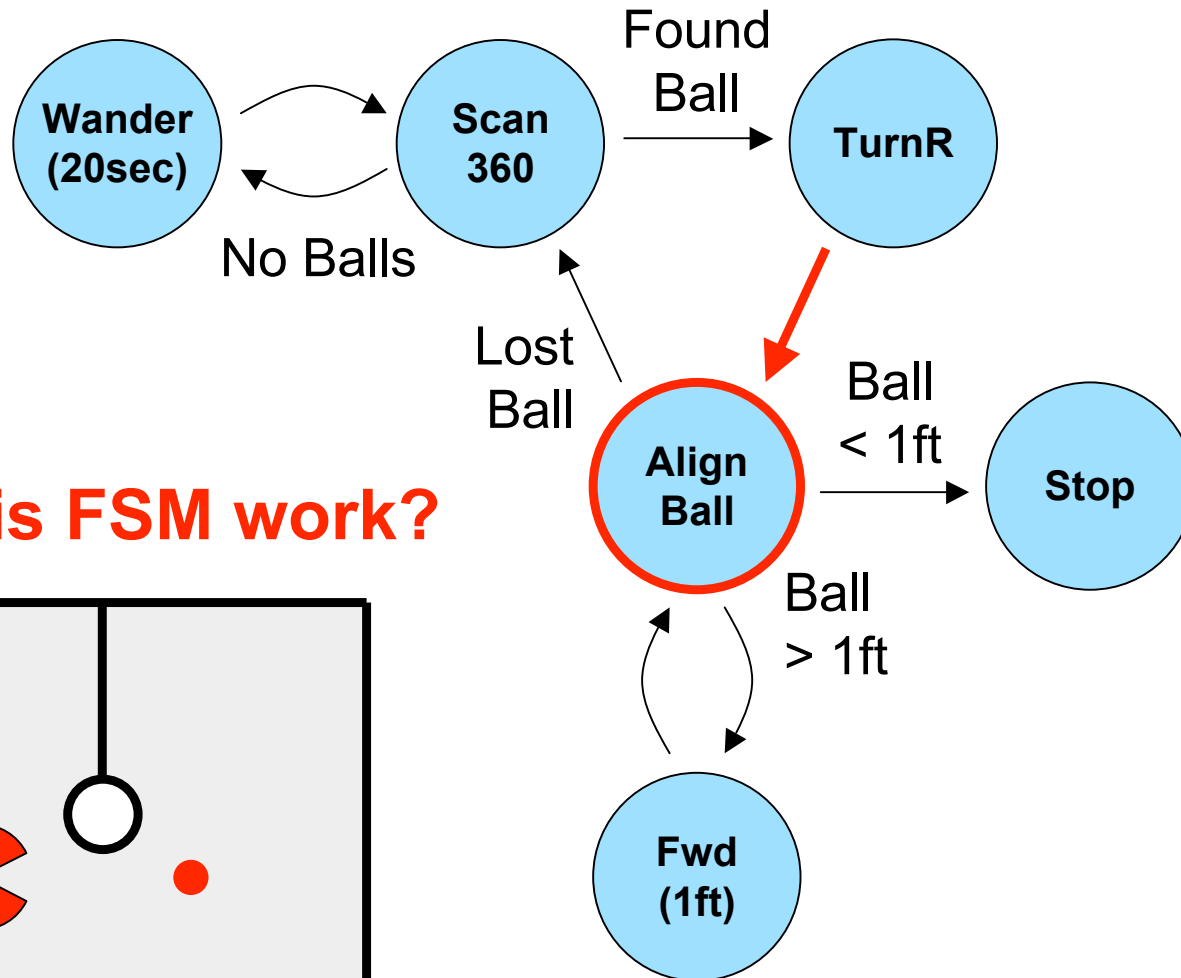 Found
Ball
Wander
(20sec)
Scan
360
TurnR
No Balls
Lost
Ball
Ball
< 1ft
Align
Ball
Stop
is FSM work?
Ball
> 1ft
Fwd
(1ft)